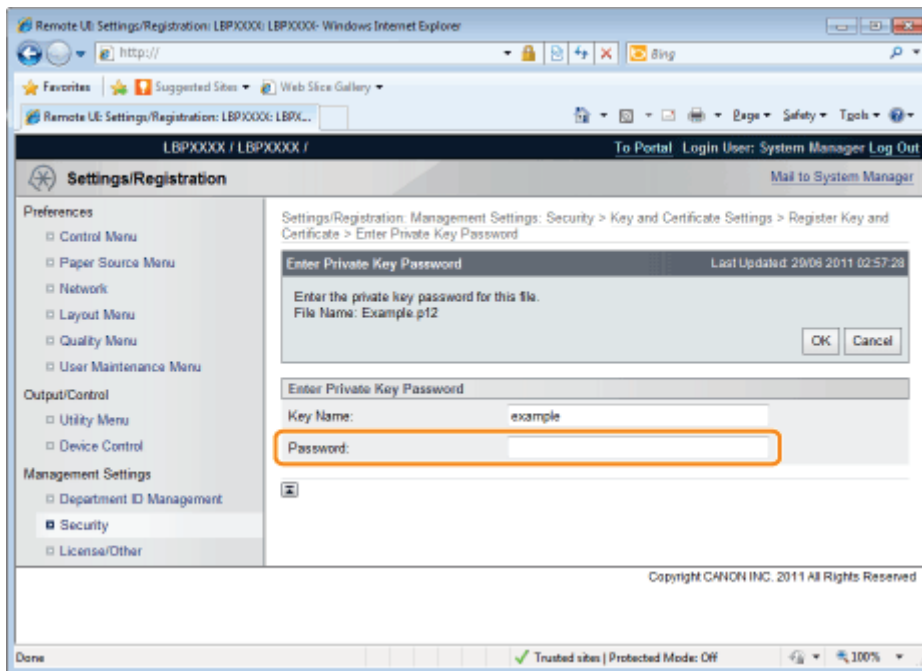 Remote UI: Settings/Registration: LBPXXXX: LBPXXXX- Windows Internet Explorer
http://
Bing
Favorites Suggested Sites Web Slice Gallery
Remote UI: Settings/Registration: LBPXXXX: LBPX...
Page Safety Tools
LBPXXXX / LBPXXXX /
To Portal Login User: System Manager Log Out
Settings/Registration
Mail to System Manager
Preferences
Control Menu
Paper Source Menu
Network
Layout Menu
Quality Menu
User Maintenance Menu
Output/Control
Utility Menu
Device Control
Management Settings
Department ID Management
Security
License/Other
Settings/Registration: Management Settings: Security > Key and Certificate Settings > Register Key and
Certificate > Enter Private Key Password
Enter Private Key Password
Last Updated: 29/06 2011 02:57:28
Enter the private key password for this file.
File Name: Example.p12
OK Cancel
Enter Private Key Password
Key Name: example
Password:
Copyright CANON INC. 2011 All Rights Reserved
Done
Trusted sites | Protected Mode: Off
100%